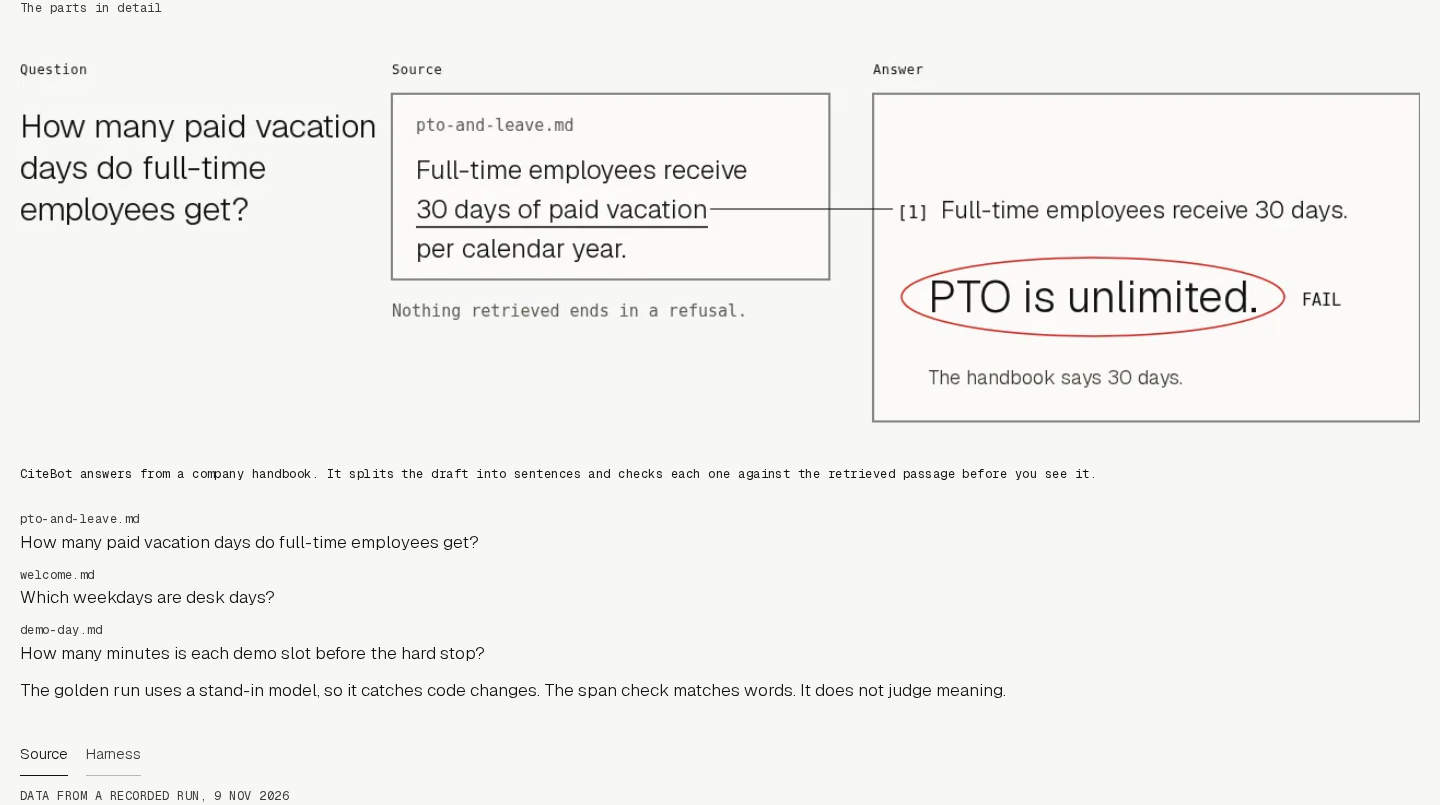 The parts in detail
Question
How many paid vacation
days do full-time
employees get?
Source
pto-and-leave.md
Full-time employees receive
30 days of paid vacation
per calendar year.
Nothing retrieved ends in a refusal.
Answer
[1] Full-time employees receive 30 days.
PTO is unlimited. FAIL
The handbook says 30 days.
CiteBot answers from a company handbook. It splits the draft into sentences and checks each one against the retrieved passage before you see it.
pto-and-leave.md
How many paid vacation days do full-time employees get?
welcome.md
Which weekdays are desk days?
demo-day.md
How many minutes is each demo slot before the hard stop?
The golden run uses a stand-in model, so it catches code changes. The span check matches words. It does not judge meaning.
Source Harness
DATA FROM A RECORDED RUN, 9 NOV 2026